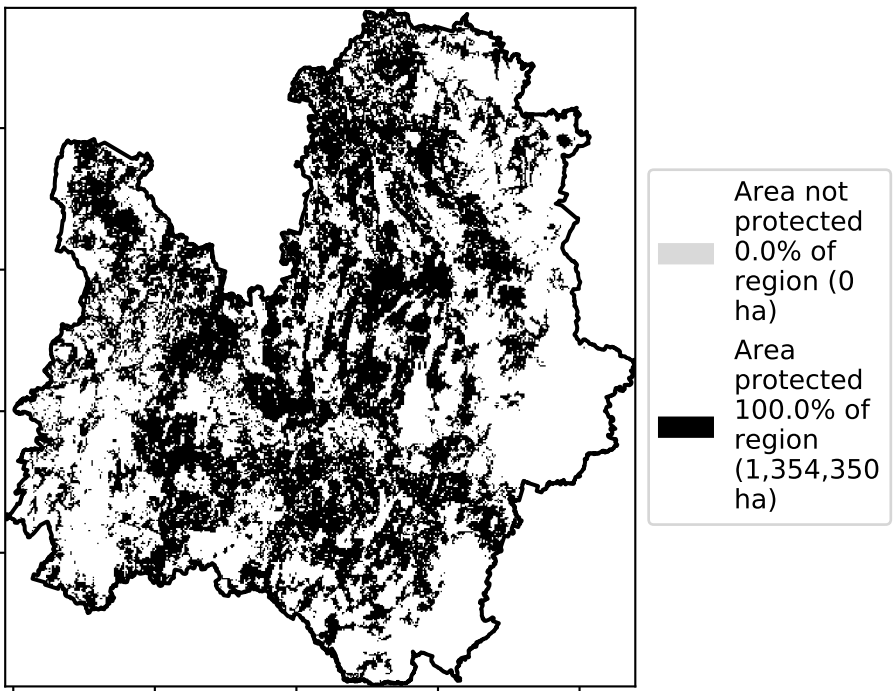 Area not
protected
0.0% of
region (0
ha)
Area
protected
100.0% of
region
(1,354,350
ha)